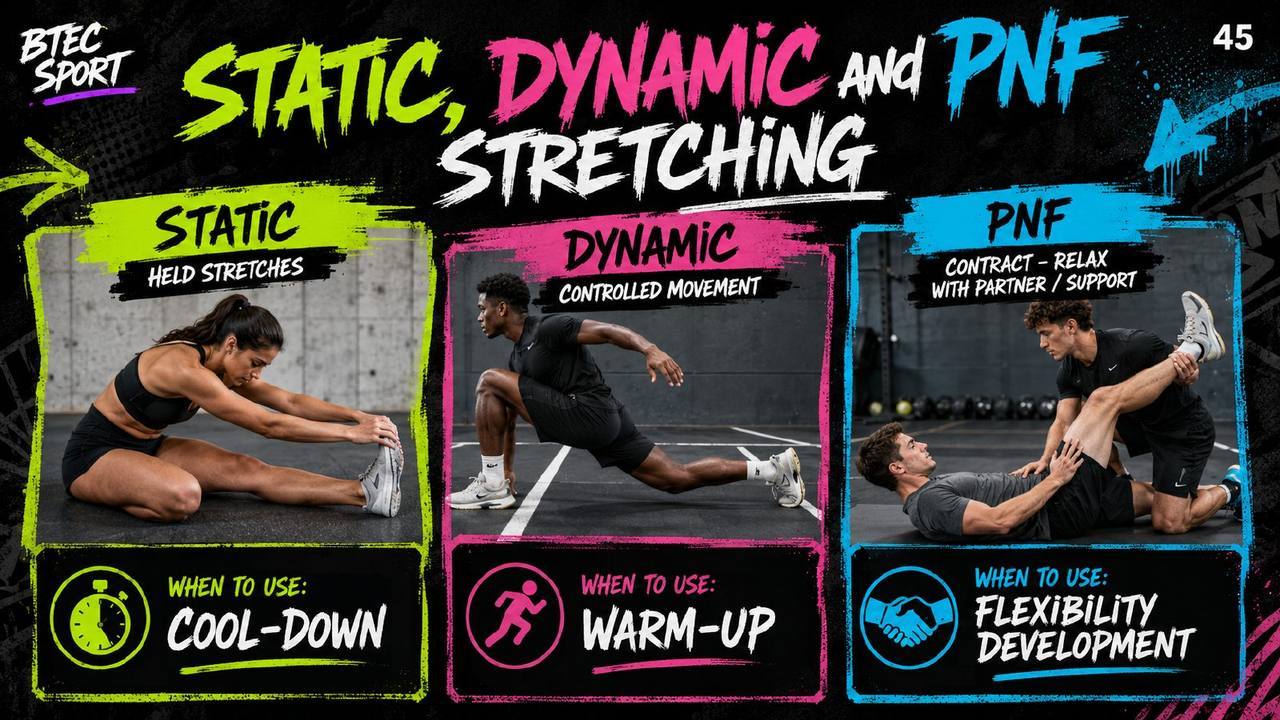 BTEC
SPORT
STATIC, DYNAMIC AND PNF
STRETCHING
45
STATIC
HELD STRETCHES
WHEN TO USE:
COOL-DOWN
DYNAMIC
CONTROLLED MOVEMENT
WHEN TO USE:
WARM-UP
PNF
CONTRACT – RELAX
WITH PARTNER / SUPPORT
WHEN TO USE:
FLEXIBILITY
DEVELOPMENT